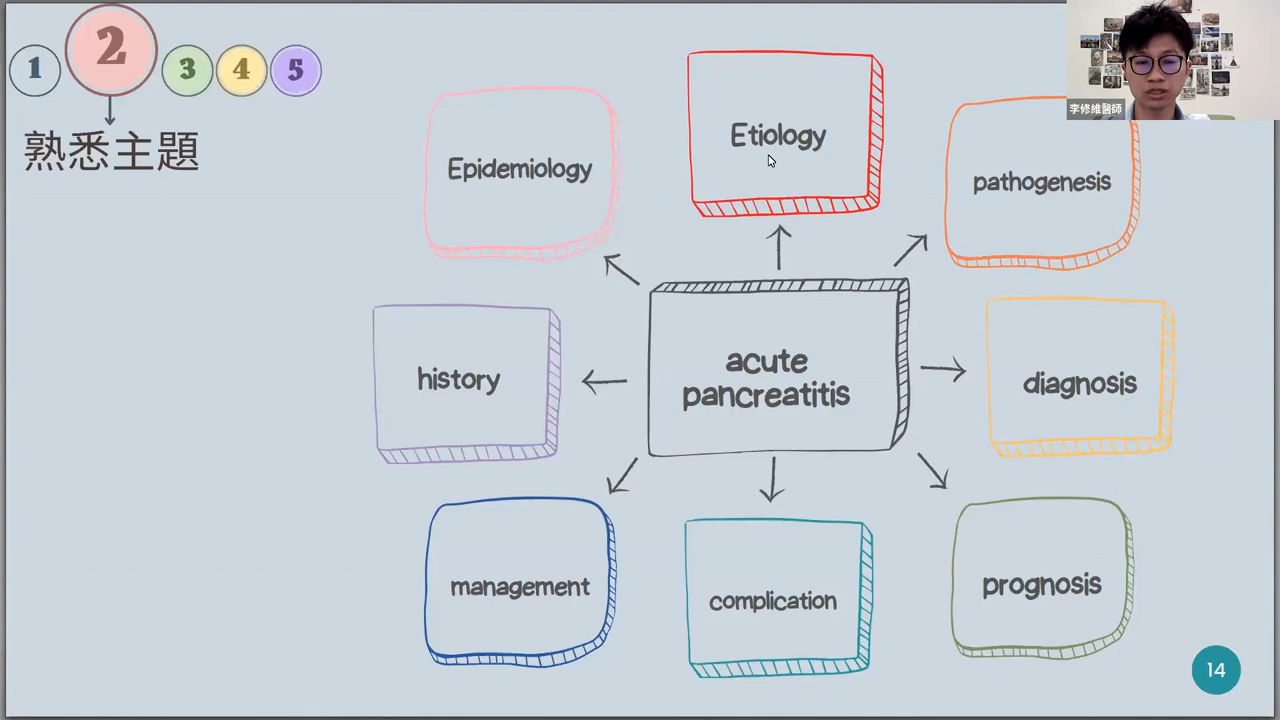 1
2
3
4
5
熟悉主題
李修維醫師
Epidemiology
Etiology
pathogenesis
history
acute
pancreatitis
diagnosis
management
complication
prognosis
14